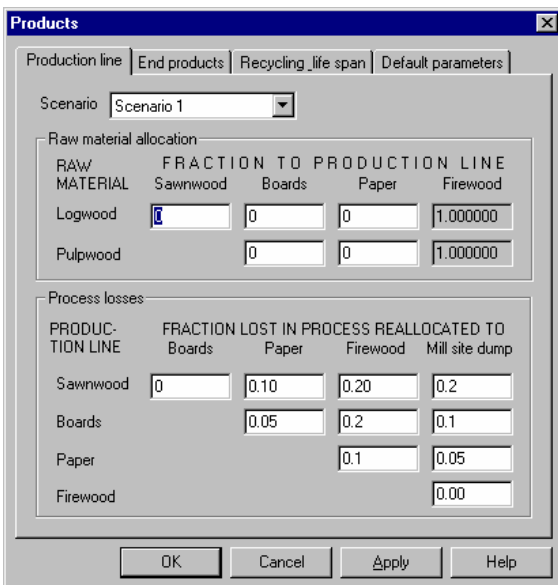 Products
Production line End products Recycling_life span Default parameters
Scenario Scenario 1
Raw material allocation
RAW MATERIAL FRACTION TO PRODUCTION LINE
Sawnwood Boards Paper Firewood
Logwood 0 0 0 1.000000
Pulpwood 0 0 1.000000
Process losses
PRODUC-TION LINE FRACTION LOST IN PROCESS REALLOCATED TO
Boards Paper Firewood Mill site dump
Sawnwood 0 0.10 0.20 0.2
Boards 0.05 0.2 0.1
Paper 0.1 0.05
Firewood 0.00
OK Cancel Apply Help